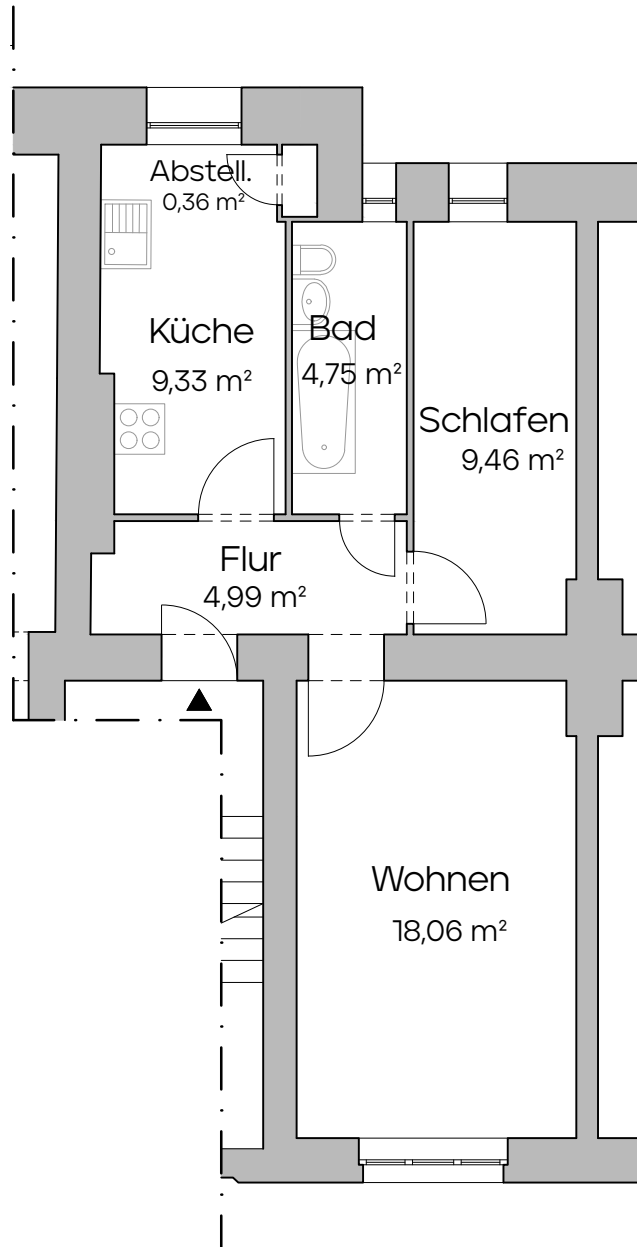 Abstell.
0,36 m²
Küche
9,33 m²
Bad
4,75 m²
Schlafen
9,46 m²
Flur
4,99 m²
Wohnen
18,06 m²